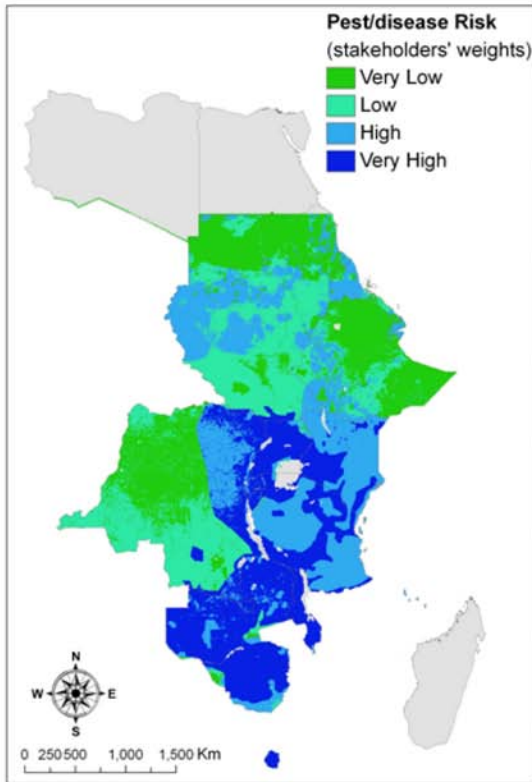 Pest/disease Risk
(stakeholders' weights)
Very Low
Low
High
Very High
N
W E
S
0 250 500 1,000 1,500 Km